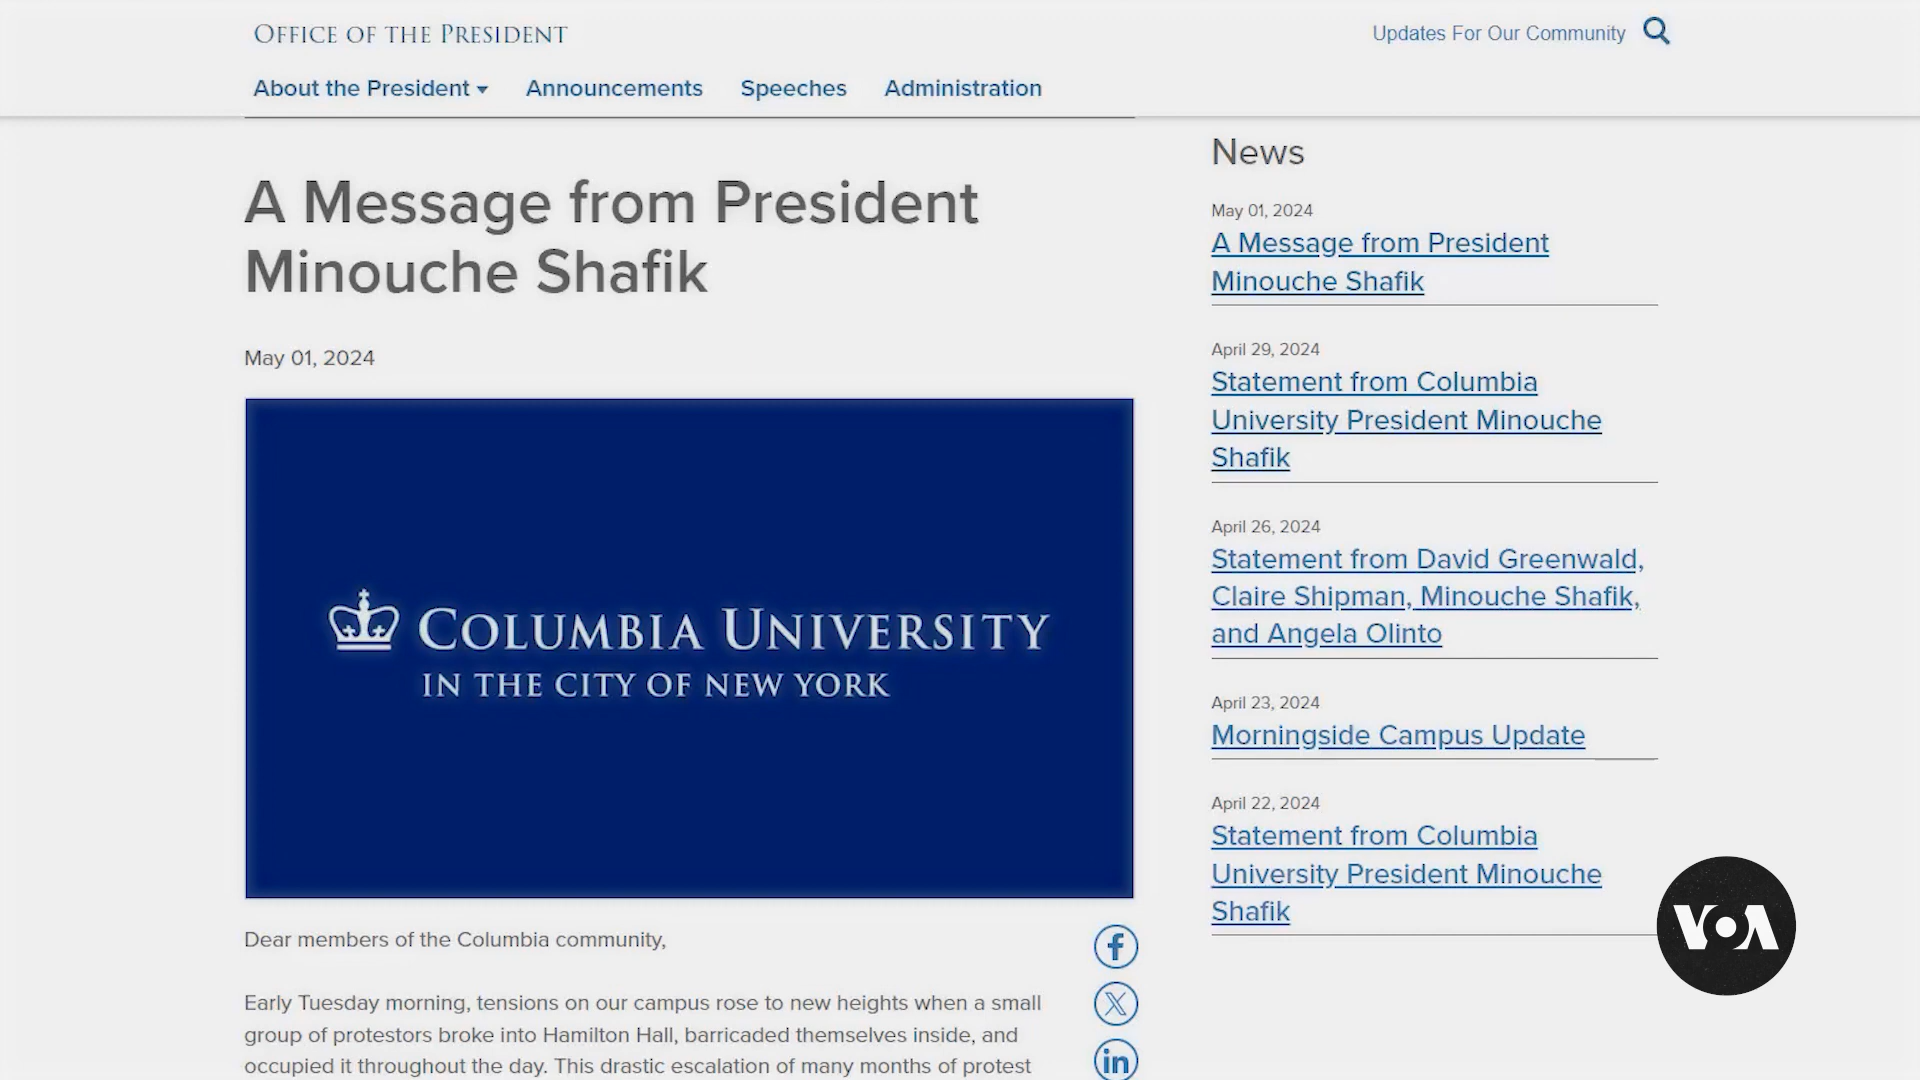 OFFICE OF THE PRESIDENT
Updates For Our Community
About the President
Announcements
Speeches
Administration
A Message from President
Minouche Shafik
May 01, 2024
COLUMBIA UNIVERSITY
IN THE CITY OF NEW YORK
Dear members of the Columbia community,
Early Tuesday morning, tensions on our campus rose to new heights when a small
group of protestors broke into Hamilton Hall, barricaded themselves inside, and
occupied it throughout the day. This drastic escalation of many months of protest
f
X
in
News
May 01, 2024
A Message from President
Minouche Shafik
April 29, 2024
Statement from Columbia
University President Minouche
Shafik
April 26, 2024
Statement from David Greenwald,
Claire Shipman, Minouche Shafik,
and Angela Olinto
April 23, 2024
Morningside Campus Update
April 22, 2024
Statement from Columbia
University President Minouche
Shafik
VOA